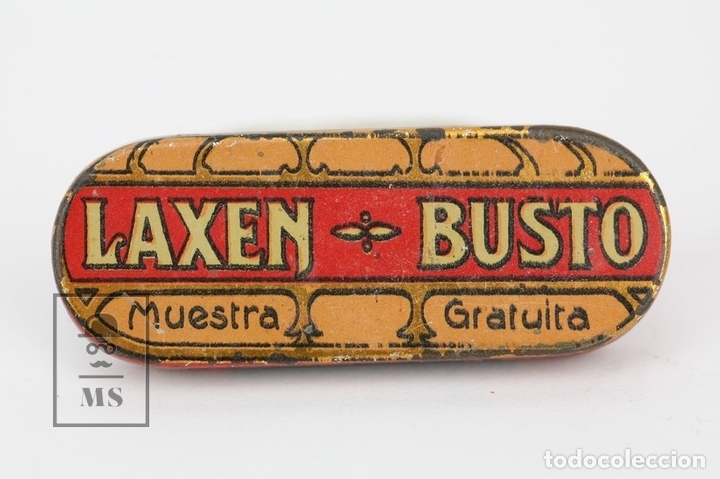 LAXEN BUSTO
Muestra Gratuita
MS
todocoleccion